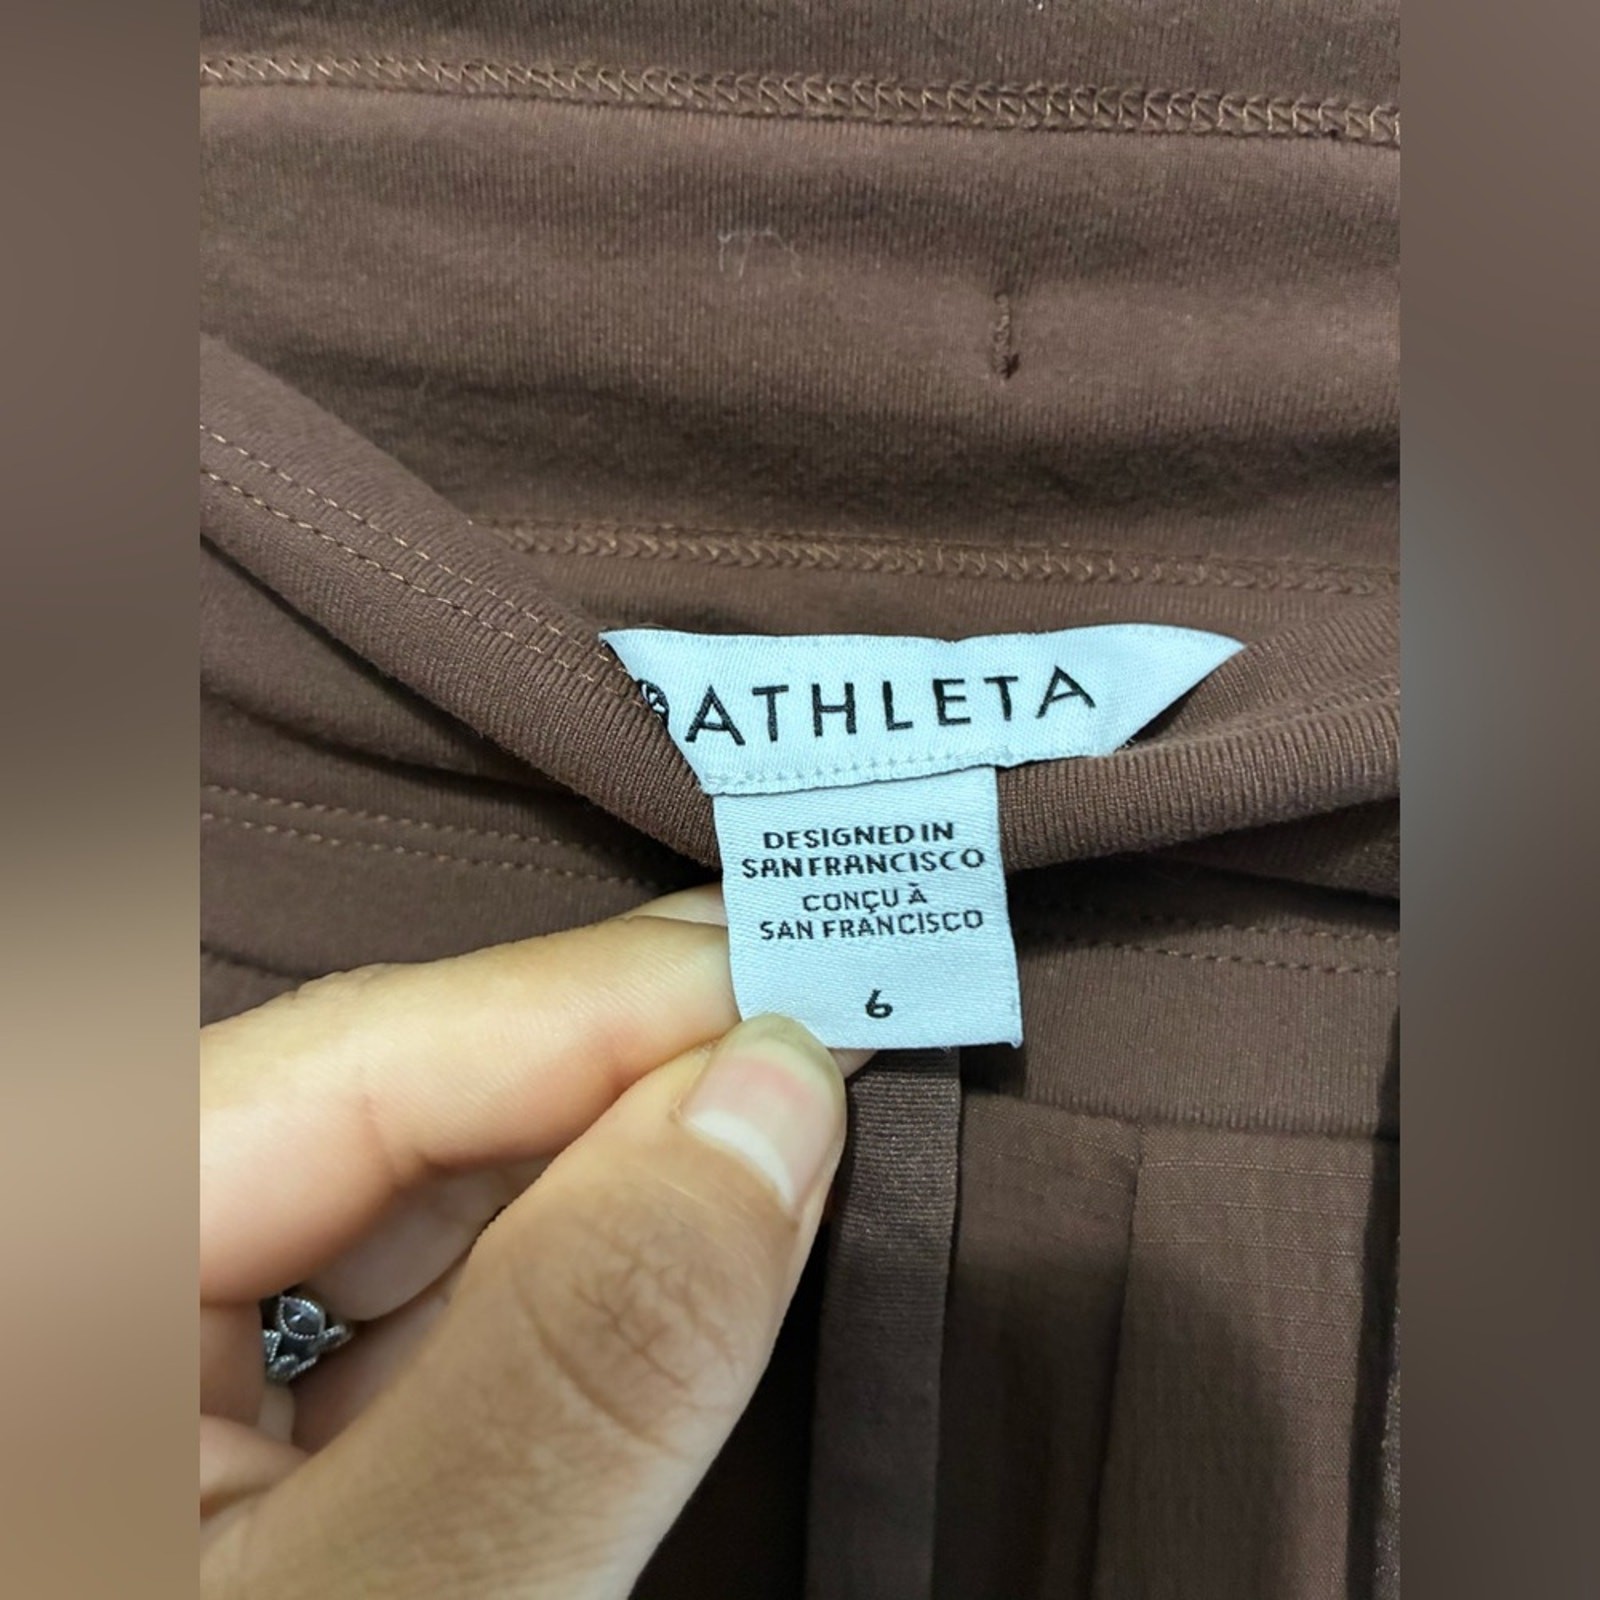 ATHLETA
DESIGNED IN
SAN FRANCISCO
CONÇU À
SAN FRANCISCO
6